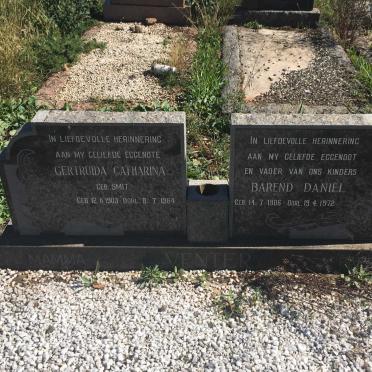 IN LIEFDEVOLLE HERINNERING
AAN MY GELIEFDE EGGENOTE
GERTRUIDA CATHARINA
GEB. SMIT
GEB. 12. 6. 1903 OORL. 11. 7. 1964
IN LIEFDEVOLLE HERINNERING
AAN MY GELIEFDE EGGENOOT
EN VADER VAN ONS KINDERS
BAREND DANIEL
GEB. 14. 7. 1906 OORL. 19. 4. 1972
MAMMA VENTER